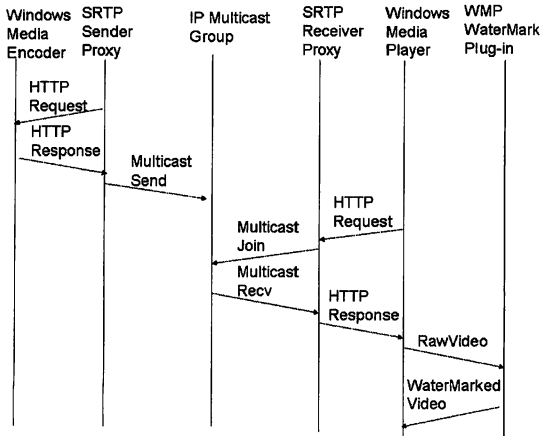 Windows
Media
Encoder
SRTP
Sender
Proxy
IP Multicast
Group
SRTP
Receiver
Proxy
Windows
Media
Player
WMP
WaterMark
Plug-in
HTTP
Request
HTTP
Response
Multicast
Send
HTTP
Request
Multicast
Join
Multicast
Recv
HTTP
Response
RawVideo
WaterMarked
Video